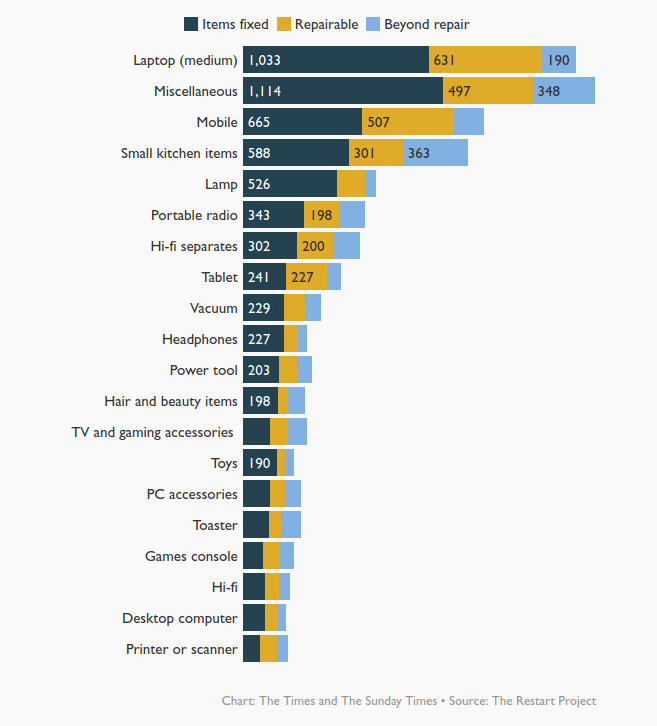 Items fixed Repairable Beyond repair
Laptop (medium) 1,033 631 190
Miscellaneous 1,114 497 348
Mobile 665 507
Small kitchen items 588 301 363
Lamp 526
Portable radio 343 198
Hi-fi separates 302 200
Tablet 241 227
Vacuum 229
Headphones 227
Power tool 203
Hair and beauty items 198
TV and gaming accessories
Toys 190
PC accessories
Toaster
Games console
Hi-fi
Desktop computer
Printer or scanner
Chart: The Times and The Sunday Times • Source: The Restart Project